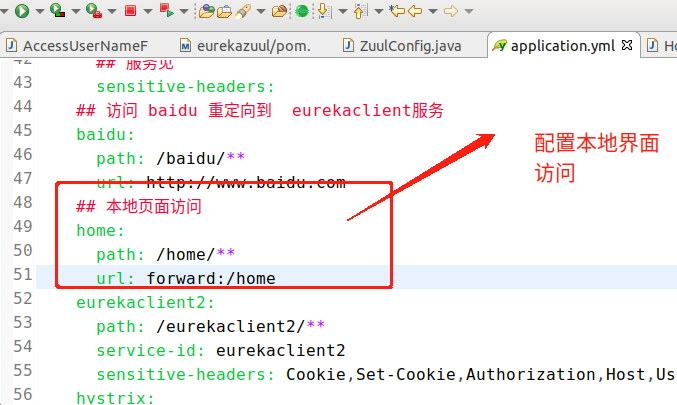 AccessUserNameF
eurekazuul/pom.
ZuulConfig.java
application.yml
Ho
42 ## 服务见
43 sensitive-headers:
44 ## 访问 baidu 重定向到 eurekaclient服务
45 baidu:
46 path: /baidu/**
47 url: http://www.baidu.com
48 ## 本地页面访问
49 home:
50 path: /home/**
51 url: forward:/home
52 eurekaclient2:
53 path: /eurekaclient2/**
54 service-id: eurekaclient2
55 sensitive-headers: Cookie,Set-Cookie,Authorization,Host,Us
56 hystrix:
配置本地界面
访问